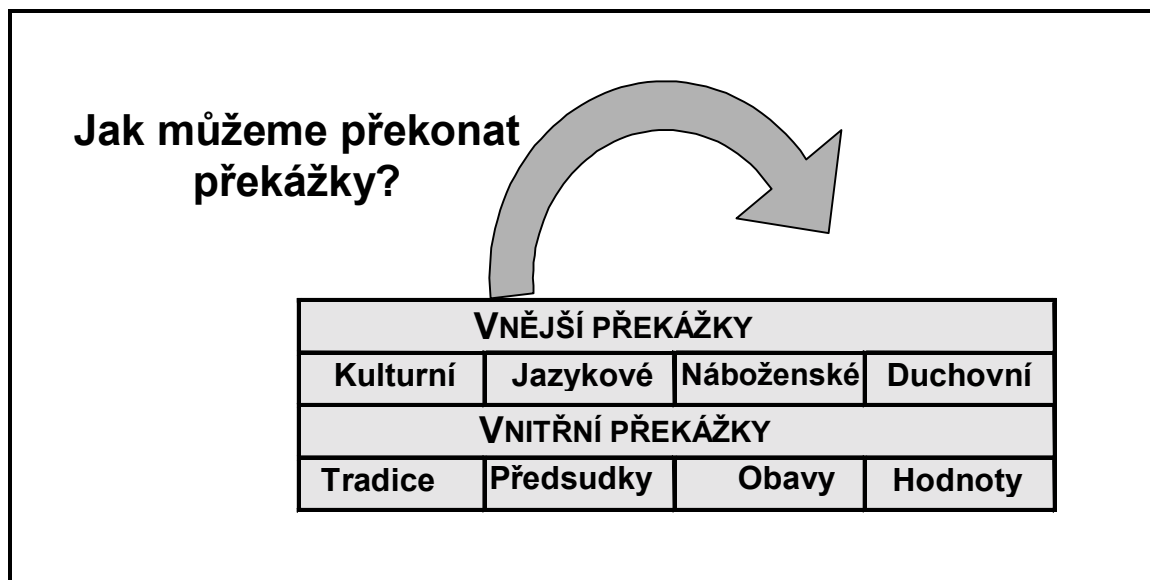 Jak můžeme překonat
překážky?
VNĚJŠÍ PŘEKÁŽKY
Kulturní Jazykové Náboženské Duchovní
VNITŘNÍ PŘEKÁŽKY
Tradice Předsudky Obavy Hodnoty